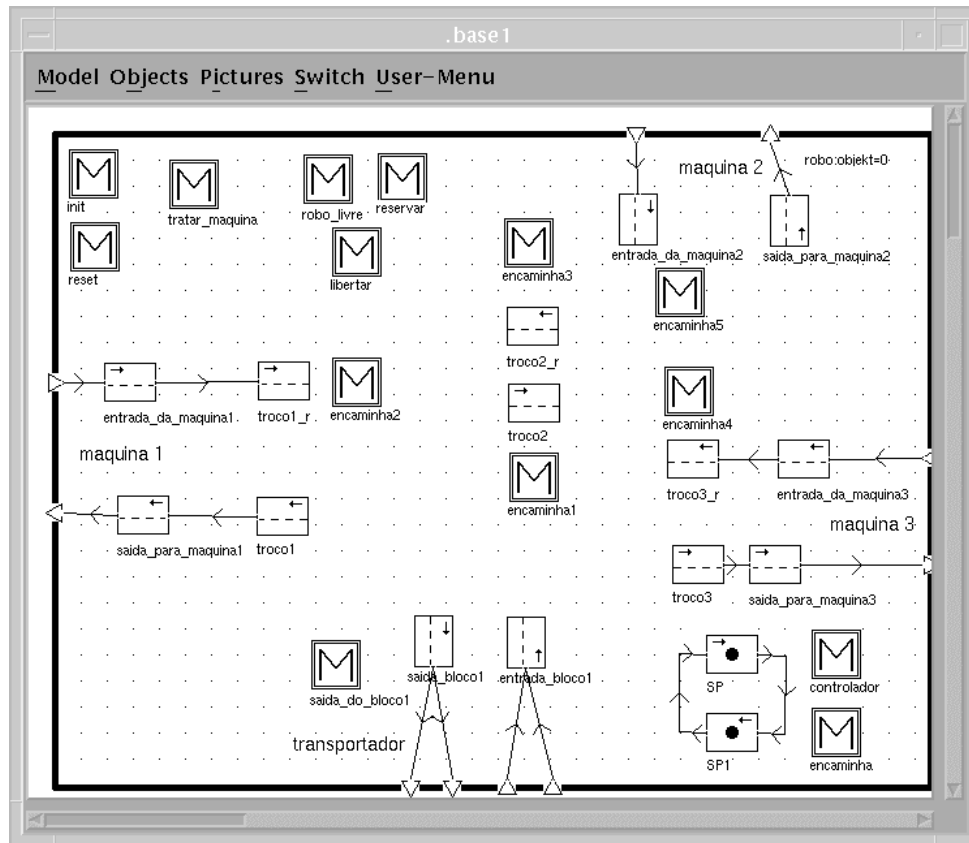 .base1
Model Objects Pictures Switch User-Menu
init
tratar_maquina
robo_livre
reservar
maquina 2
robo:objekt=0
reset
libertar
encaminha3
entrada_da_maquina2
saida_para_maquina2
encaminha5
troco2_r
entrada_da_maquina1
troco1_r
encaminha2
troco2
encaminha4
maquina 1
troco3_r
entrada_da_maquina3
encaminha1
maquina 3
saida_para_maquina1
troco1
troco3
saida_para_maquina3
saida_bloco1
entrada_bloco1
SP
controlador
saida_do_bloco1
transportador
SP1
encaminha